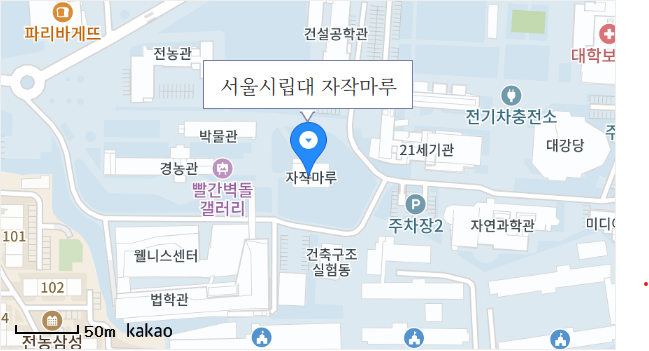 파리바게뜨
건설공학관
전농관
대학보
서울시립대 자작마루
전기차충전소
박물관
주
21세기관
대강당
경농관
자작마루
빨간벽돌
갤러리
주차장2
자연과학관
미디어
101
웰니스센터
건축구조
실험동
102
법학관
4
전농삼성
50m kakao